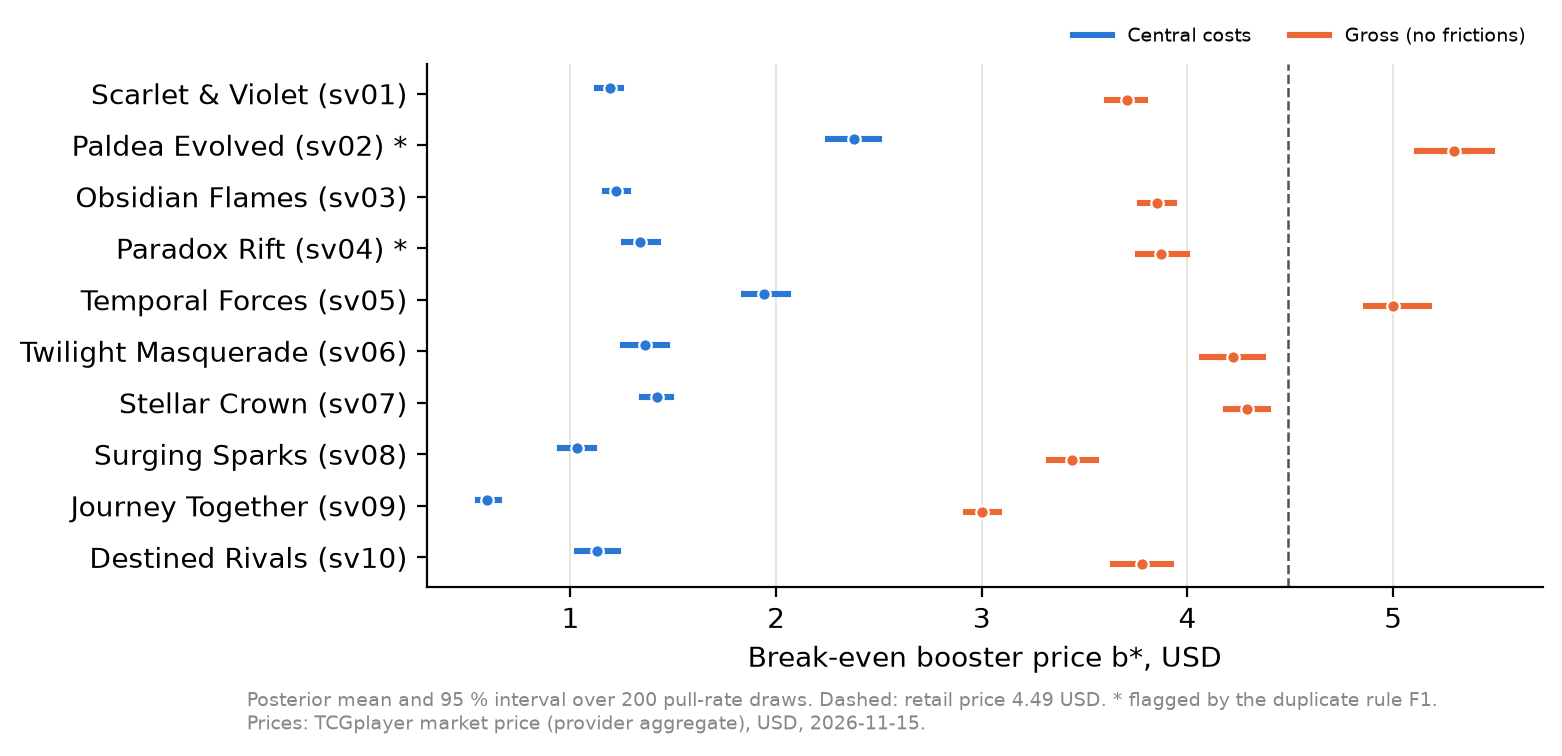 Central costs Gross (no frictions)
Scarlet & Violet (sv01)
Paldea Evolved (sv02) *
Obsidian Flames (sv03)
Paradox Rift (sv04) *
Temporal Forces (sv05)
Twilight Masquerade (sv06)
Stellar Crown (sv07)
Surging Sparks (sv08)
Journey Together (sv09)
Destined Rivals (sv10)
1 2 3 4 5
Break-even booster price b*, USD
Posterior mean and 95 % interval over 200 pull-rate draws. Dashed: retail price 4.49 USD. * flagged by the duplicate rule F1.
Prices: TCGplayer market price (provider aggregate), USD, 2026-11-15.